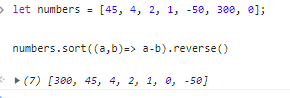 let numbers = [45, 4, 2, 1, -50, 300, 0];
numbers.sort((a,b)=> a-b).reverse()
(7) [300, 45, 4, 2, 1, 0, -50]